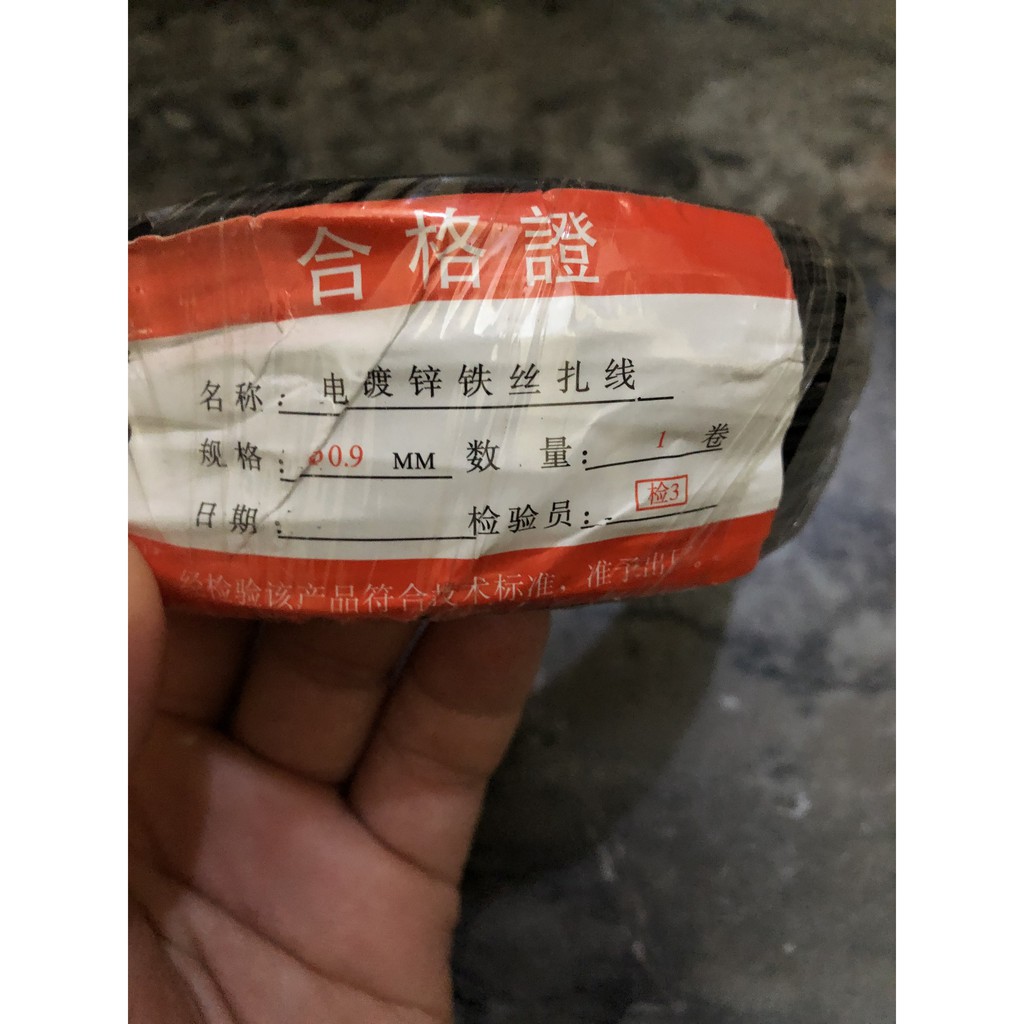 合格證
名称: 电镀锌铁丝扎线
规格: φ0.9 MM 数量: 1 卷
日期: 检验员: 检3
经检验该产品符合技术标准，准予出厂。